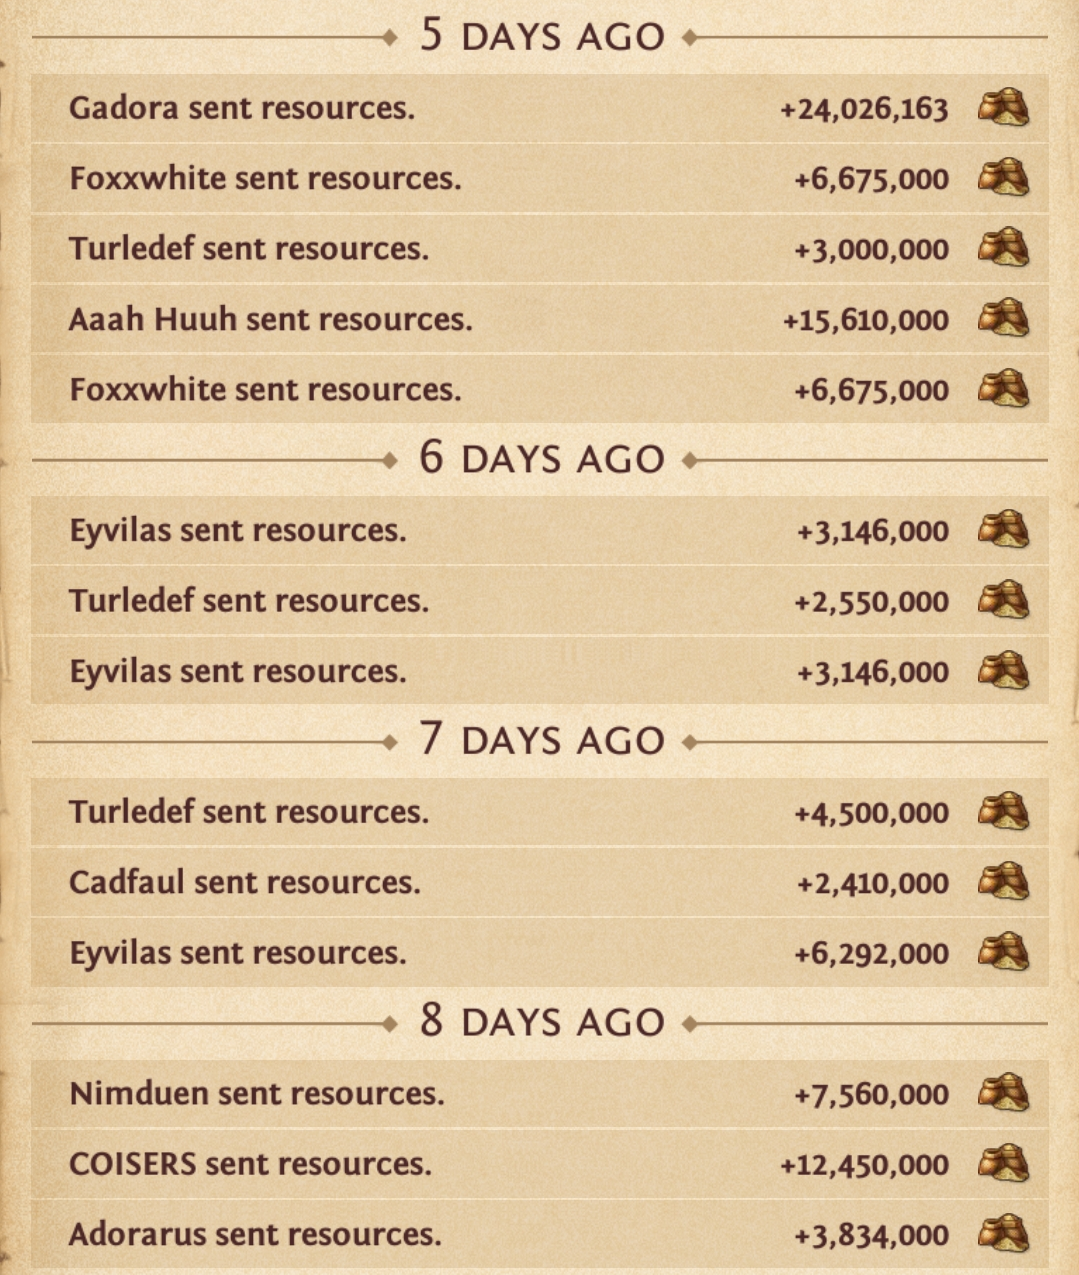 5 DAYS AGO
Gadora sent resources. +24,026,163
Foxxwhite sent resources. +6,675,000
Turledef sent resources. +3,000,000
Aaah Huuh sent resources. +15,610,000
Foxxwhite sent resources. +6,675,000
6 DAYS AGO
Eyvilas sent resources. +3,146,000
Turledef sent resources. +2,550,000
Eyvilas sent resources. +3,146,000
7 DAYS AGO
Turledef sent resources. +4,500,000
Cadfaul sent resources. +2,410,000
Eyvilas sent resources. +6,292,000
8 DAYS AGO
Nimduen sent resources. +7,560,000
COISERS sent resources. +12,450,000
Adorarus sent resources. +3,834,000